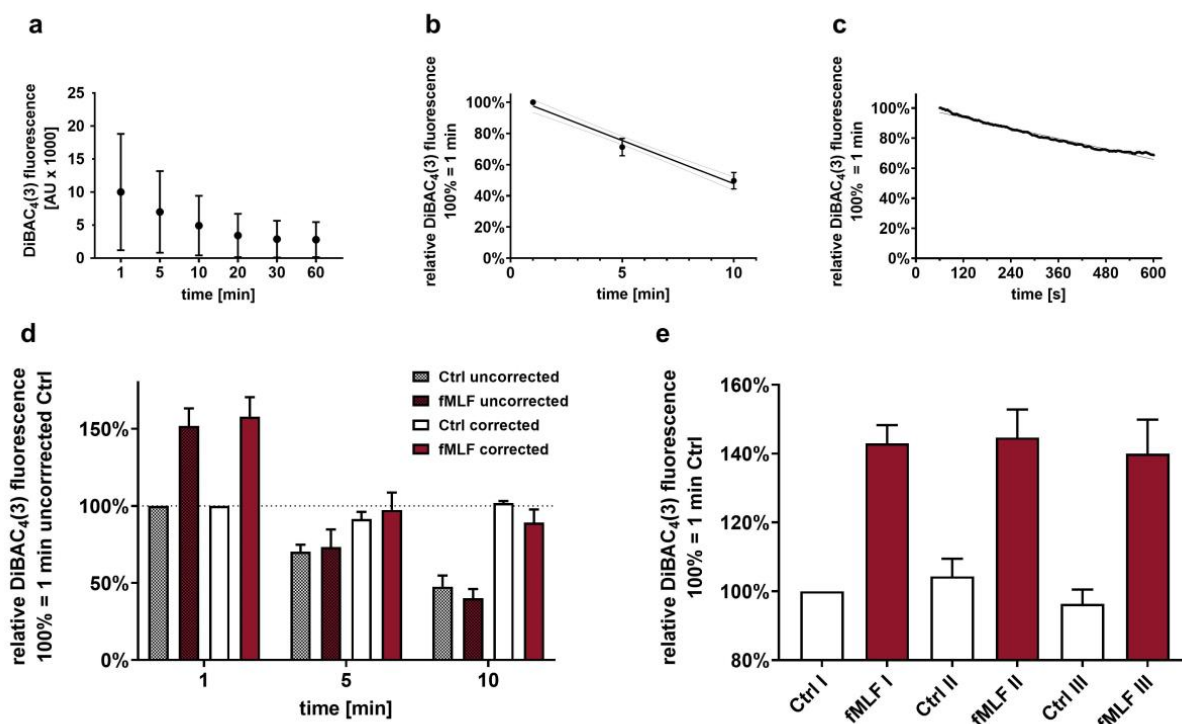 a
DiBAC4(3) fluorescence
[AU x 1000]
25
20
15
10
5
0
1 5 10 20 30 60
time [min]
b
relative DiBAC4(3) fluorescence
100% = 1 min
100%
80%
60%
40%
20%
0%
0 5 10
time [min]
c
relative DiBAC4(3) fluorescence
100% = 1 min
100%
80%
60%
40%
20%
0%
0 120 240 360 480 600
time [s]
d
relative DiBAC4(3) fluorescence
100% = 1 min uncorrected Ctrl
150%
100%
50%
0%
1 5 10
time [min]
Ctrl uncorrected
fMLF uncorrected
Ctrl corrected
fMLF corrected
e
relative DiBAC4(3) fluorescence
100% = 1 min Ctrl
160%
140%
120%
100%
80%
Ctrl I
fMLF I
Ctrl II
fMLF II
Ctrl III
fMLF III